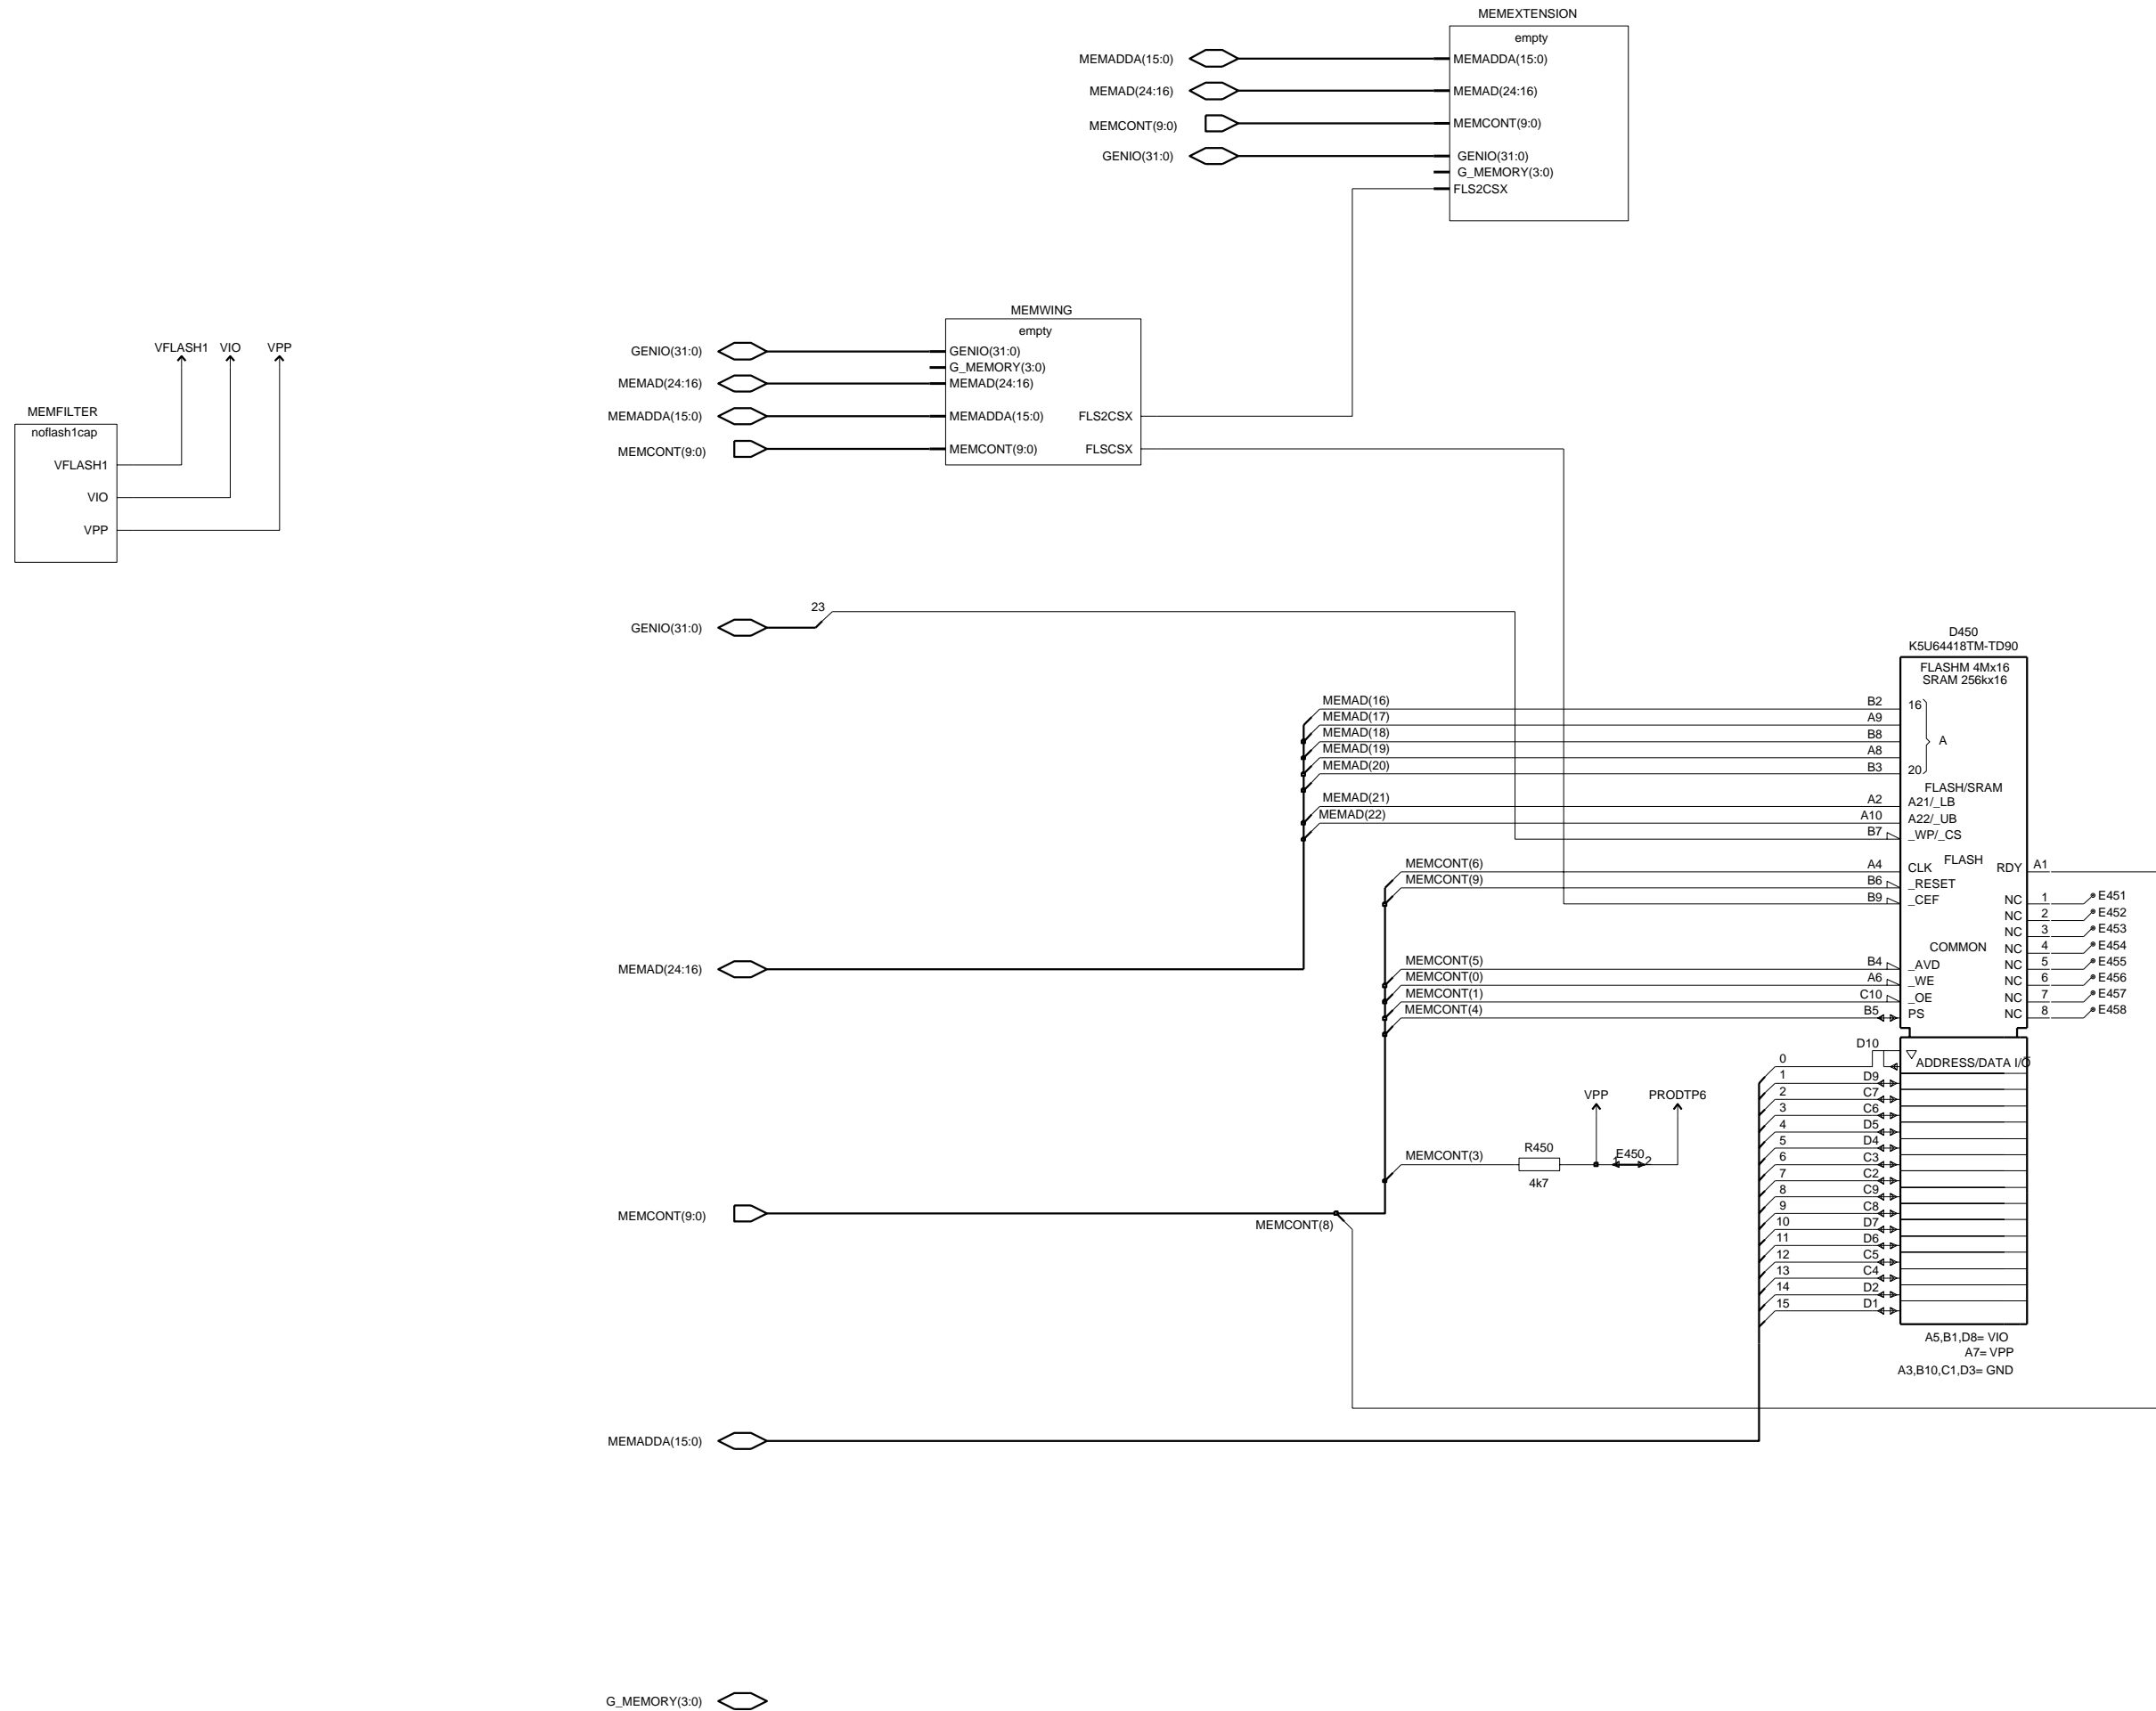 MEMEXTENSION
empty
MEMADDA(15:0) MEMADDA(15:0)
MEMAD(24:16) MEMAD(24:16)
MEMCONT(9:0) MEMCONT(9:0)
GENIO(31:0) GENIO(31:0)
G_MEMORY(3:0)
FLS2CSX
MEMWING
empty
GENIO(31:0) GENIO(31:0)
G_MEMORY(3:0)
MEMAD(24:16) MEMAD(24:16)
MEMADDA(15:0) MEMADDA(15:0) FLS2CSX
MEMCONT(9:0) MEMCONT(9:0) FLSCSX
VFLASH1 VIO VPP
MEMFILTER
noflash1cap
VFLASH1
VIO
VPP
23
GENIO(31:0)
D450
K5U64418TM-TD90
FLASHM 4Mx16
SRAM 256kx16
MEMAD(16) B2 16
MEMAD(17) A9
MEMAD(18) B8 A
MEMAD(19) A8
MEMAD(20) B3 20
FLASH/SRAM
MEMAD(21) A2 A21/_LB
MEMAD(22) A10 A22/_UB
B7 _WP/_CS
MEMCONT(6) A4 CLK FLASH RDY A1
MEMCONT(9) B6 _RESET
B9 _CEF NC 1 E451
NC 2 E452
NC 3 E453
COMMON NC 4 E454
MEMAD(24:16)
MEMCONT(5) B4 _AVD NC 5 E455
MEMCONT(0) A6 _WE NC 6 E456
MEMCONT(1) C10 _OE NC 7 E457
MEMCONT(4) B5 PS NC 8 E458
D10
0 ADDRESS/DATA I/O
1 D9
2 C7
3 C6
4 D5
5 D4
6 C3
7 C2
8 C9
9 C8
10 D7
11 D6
12 C5
13 C4
14 D2
15 D1
VPP PRODTP6
MEMCONT(3) R450 1 E450 2
4k7
MEMCONT(9:0)
MEMCONT(8)
A5,B1,D8= VIO
A7= VPP
A3,B10,C1,D3= GND
MEMADDA(15:0)
G_MEMORY(3:0)